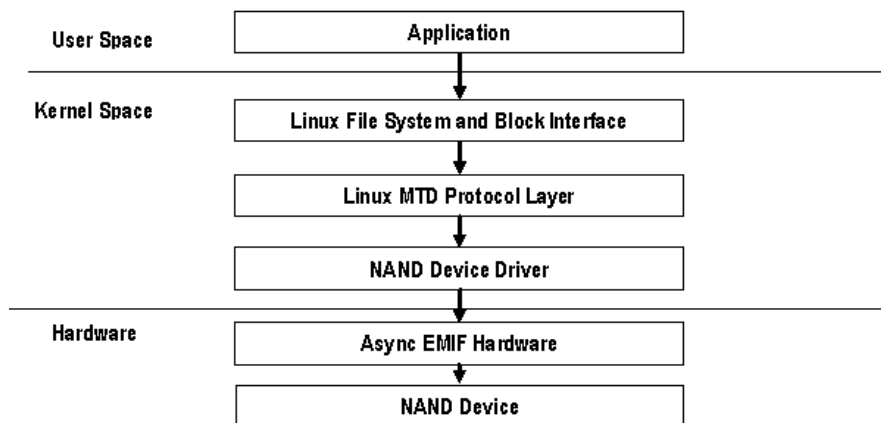 User Space
Application
Kernel Space
Linux File System and Block Interface
Linux MTD Protocol Layer
NAND Device Driver
Hardware
Async EMIF Hardware
NAND Device